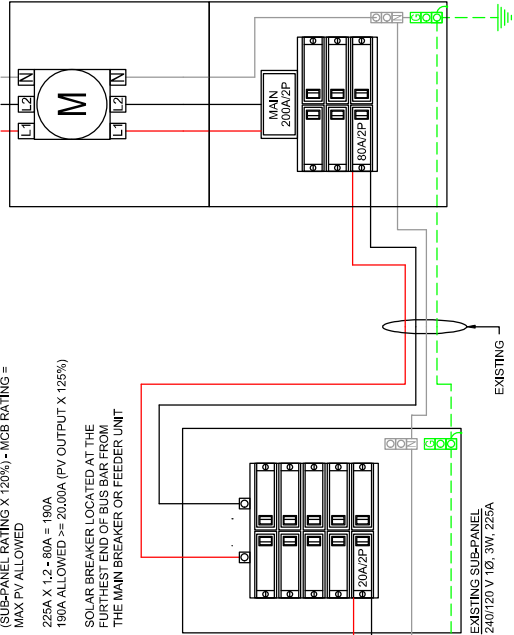 N
L2
L1
M
N
L2
L1
MAIN
200A/2P
80A/2P
N
G
EXISTING
(SUB-PANEL RATING X 120%) - MCB RATING =
MAX PV ALLOWED
225A X 1.2 - 80A = 190A
190A ALLOWED >= 20.00A (PV OUTPUT X 125%)
SOLAR BREAKER LOCATED AT THE
FURTHEST END OF BUS BAR FROM
THE MAIN BREAKER OR FEEDER UNIT
N
G
20A/2P
EXISTING SUB-PANEL
240/120 V 1Ø, 3W, 225A